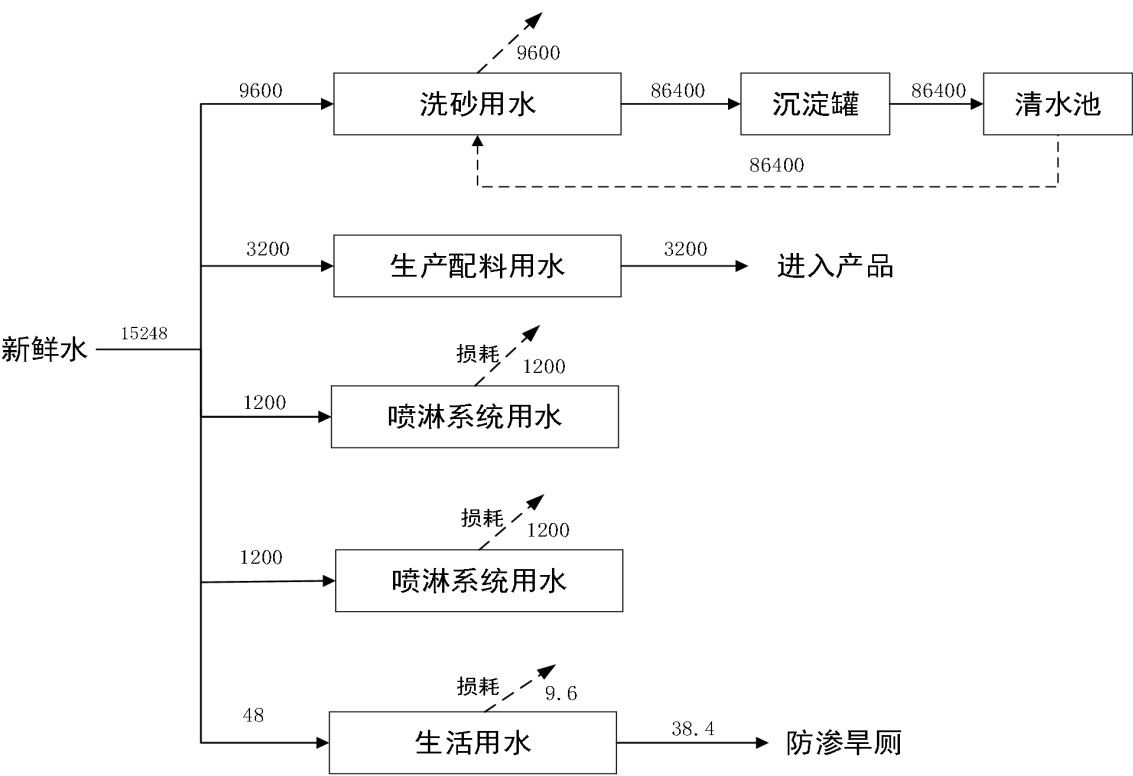 9600
9600
洗砂用水
86400
沉淀罐
86400
清水池
86400
3200
生产配料用水
3200
进入产品
新鲜水
15248
损耗
1200
1200
喷淋系统用水
损耗
1200
1200
喷淋系统用水
损耗
9.6
48
生活用水
38.4
防渗旱厕